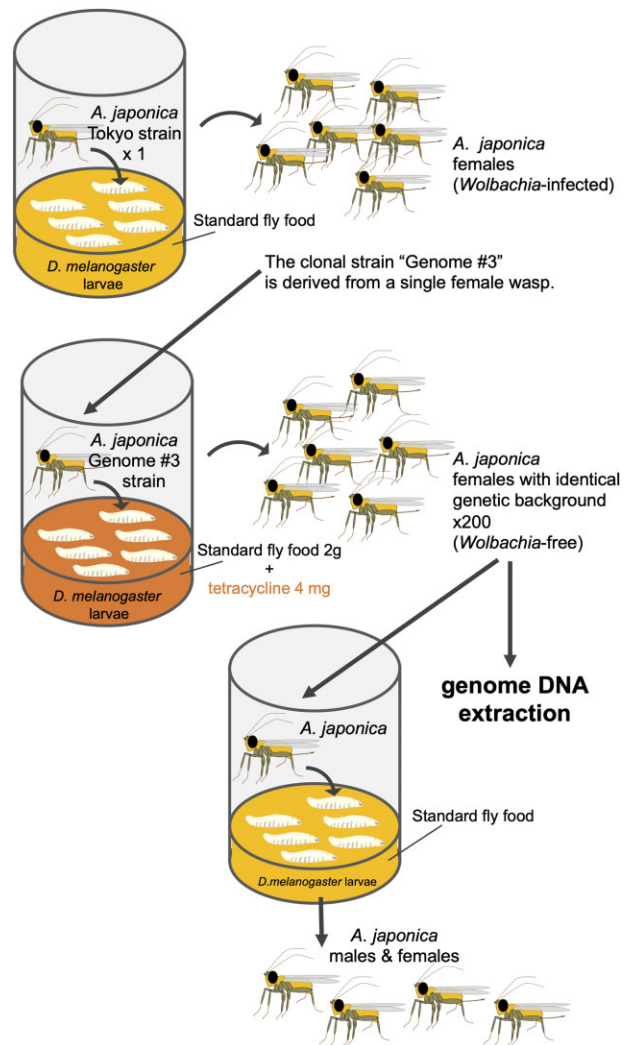 A. japonica
Tokyo strain
x 1
D. melanogaster
larvae
Standard fly food
A. japonica
females
(Wolbachia-infected)
The clonal strain “Genome #3”
is derived from a single female wasp.
A. japonica
Genome #3
strain
D. melanogaster
larvae
Standard fly food 2g
+
tetracycline 4 mg
A. japonica
females with identical
genetic background
x200
(Wolbachia-free)
genome DNA
extraction
A. japonica
Standard fly food
D.melanogaster larvae
A. japonica
males & females